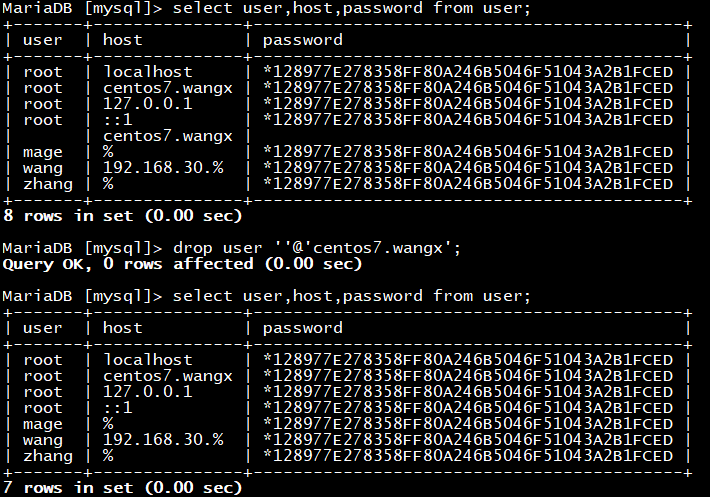 MariaDB [mysql]> select user,host,password from user;
+-------+---------------+-------------------------------------------+
| user  | host          | password                                  |
+-------+---------------+-------------------------------------------+
| root  | localhost     | *128977E278358FF80A246B5046F51043A2B1FCED |
| root  | centos7.wangx | *128977E278358FF80A246B5046F51043A2B1FCED |
| root  | 127.0.0.1     | *128977E278358FF80A246B5046F51043A2B1FCED |
| root  | ::1           | *128977E278358FF80A246B5046F51043A2B1FCED |
|       | centos7.wangx |                                           |
| mage  | %             | *128977E278358FF80A246B5046F51043A2B1FCED |
| wang  | 192.168.30.%  | *128977E278358FF80A246B5046F51043A2B1FCED |
| zhang | %             | *128977E278358FF80A246B5046F51043A2B1FCED |
+-------+---------------+-------------------------------------------+
8 rows in set (0.00 sec)
MariaDB [mysql]> drop user ''@'centos7.wangx';
Query OK, 0 rows affected (0.00 sec)
MariaDB [mysql]> select user,host,password from user;
+-------+---------------+-------------------------------------------+
| user  | host          | password                                  |
+-------+---------------+-------------------------------------------+
| root  | localhost     | *128977E278358FF80A246B5046F51043A2B1FCED |
| root  | centos7.wangx | *128977E278358FF80A246B5046F51043A2B1FCED |
| root  | 127.0.0.1     | *128977E278358FF80A246B5046F51043A2B1FCED |
| root  | ::1           | *128977E278358FF80A246B5046F51043A2B1FCED |
| mage  | %             | *128977E278358FF80A246B5046F51043A2B1FCED |
| wang  | 192.168.30.%  | *128977E278358FF80A246B5046F51043A2B1FCED |
| zhang | %             | *128977E278358FF80A246B5046F51043A2B1FCED |
+-------+---------------+-------------------------------------------+
7 rows in set (0.00 sec)